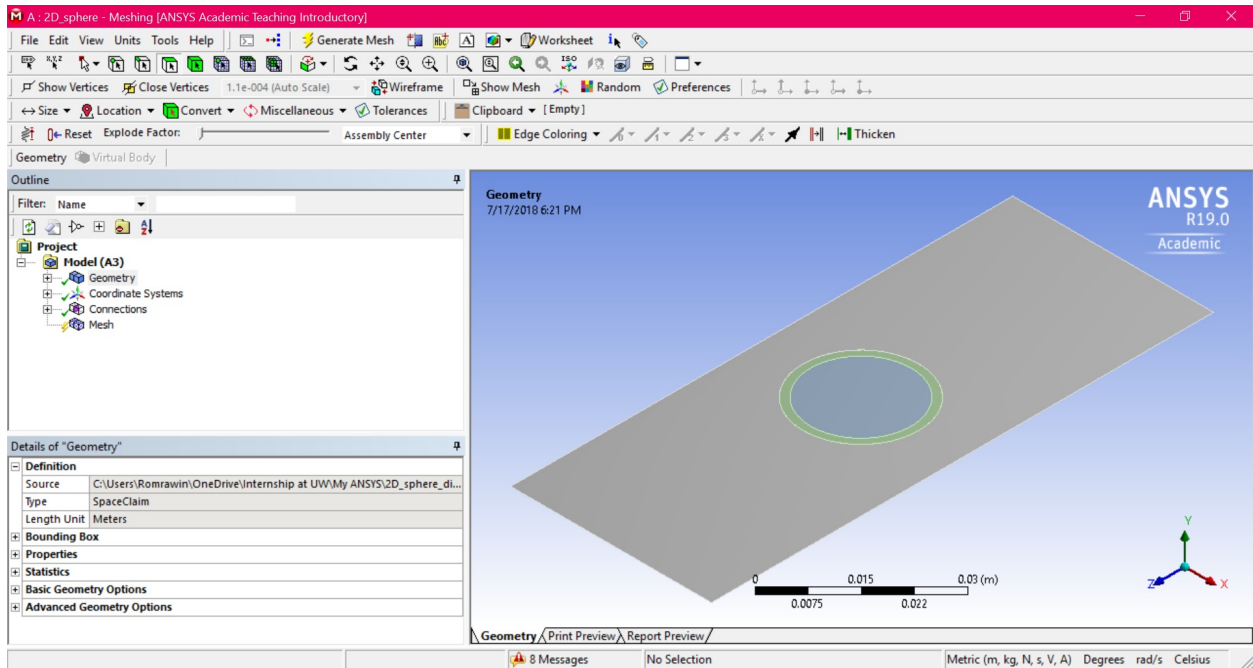 A : 2D_sphere - Meshing [ANSYS Academic Teaching Introductory]
File Edit View Units Tools Help Generate Mesh Worksheet
Show Vertices Close Vertices 1.1e-004 (Auto Scale) Wireframe Show Mesh Random Preferences
Size Location Convert Miscellaneous Tolerances Clipboard [Empty]
Reset Explode Factor: Assembly Center Edge Coloring Thicken
Geometry Virtual Body
Outline
Filter: Name
Project
Model (A3)
Geometry
Coordinate Systems
Connections
Mesh
Details of "Geometry"
Definition
Source C:\Users\Romrawin\OneDrive\Internship at UW\My ANSYS\2D_sphere_di...
Type SpaceClaim
Length Unit Meters
Bounding Box
Properties
Statistics
Basic Geometry Options
Advanced Geometry Options
Geometry
7/17/2018 6:21 PM
ANSYS
R19.0
Academic
Y
Z X
0 0.015 0.03 (m)
0.0075 0.022
Geometry Print Preview Report Preview
8 Messages No Selection Metric (m, kg, N, s, V, A) Degrees rad/s Celsius